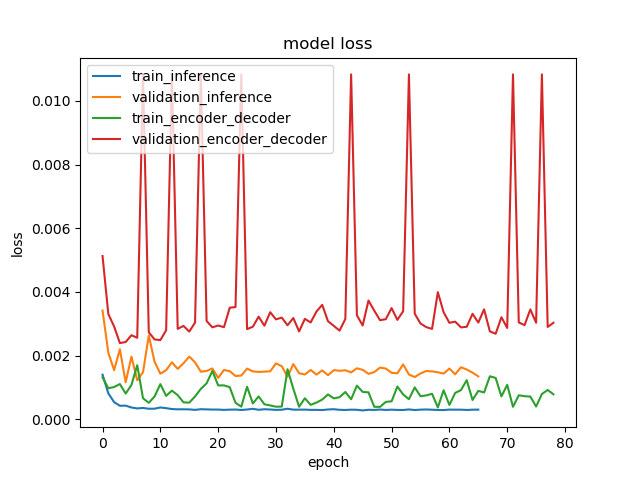 model loss
train_inference
validation_inference
train_encoder_decoder
validation_encoder_decoder
loss
0.010
0.008
0.006
0.004
0.002
0.000
0 10 20 30 40 50 60 70 80
epoch